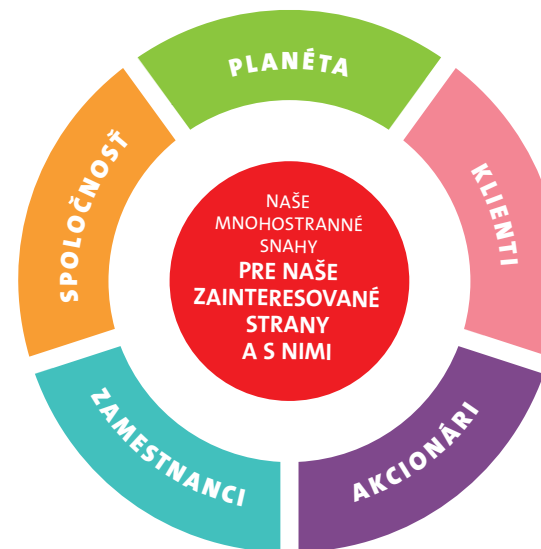 PLANÉTA
KLIENTI
AKCIONÁRI
ZAMESTNANCI
SPOLOČNOSŤ
NAŠE
MNOHOSTRANNÉ
SNAHY
PRE NAŠE
ZAINTERESOVANÉ
STRANY
A S NIMI